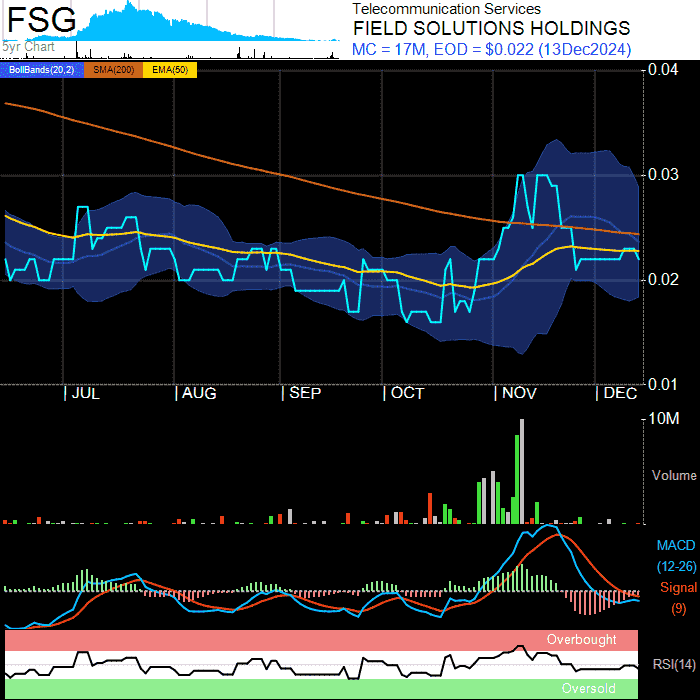 FSG
5yr Chart
Telecommunication Services
FIELD SOLUTIONS HOLDINGS
MC = 17M, EOD = $0.022 (13Dec2024)
BollBands(20,2) SMA(200) EMA(50)
0.04
0.03
0.02
0.01
JUL AUG SEP OCT NOV DEC
10M
Volume
MACD
(12-26)
Signal
(9)
Overbought
RSI(14)
Oversold